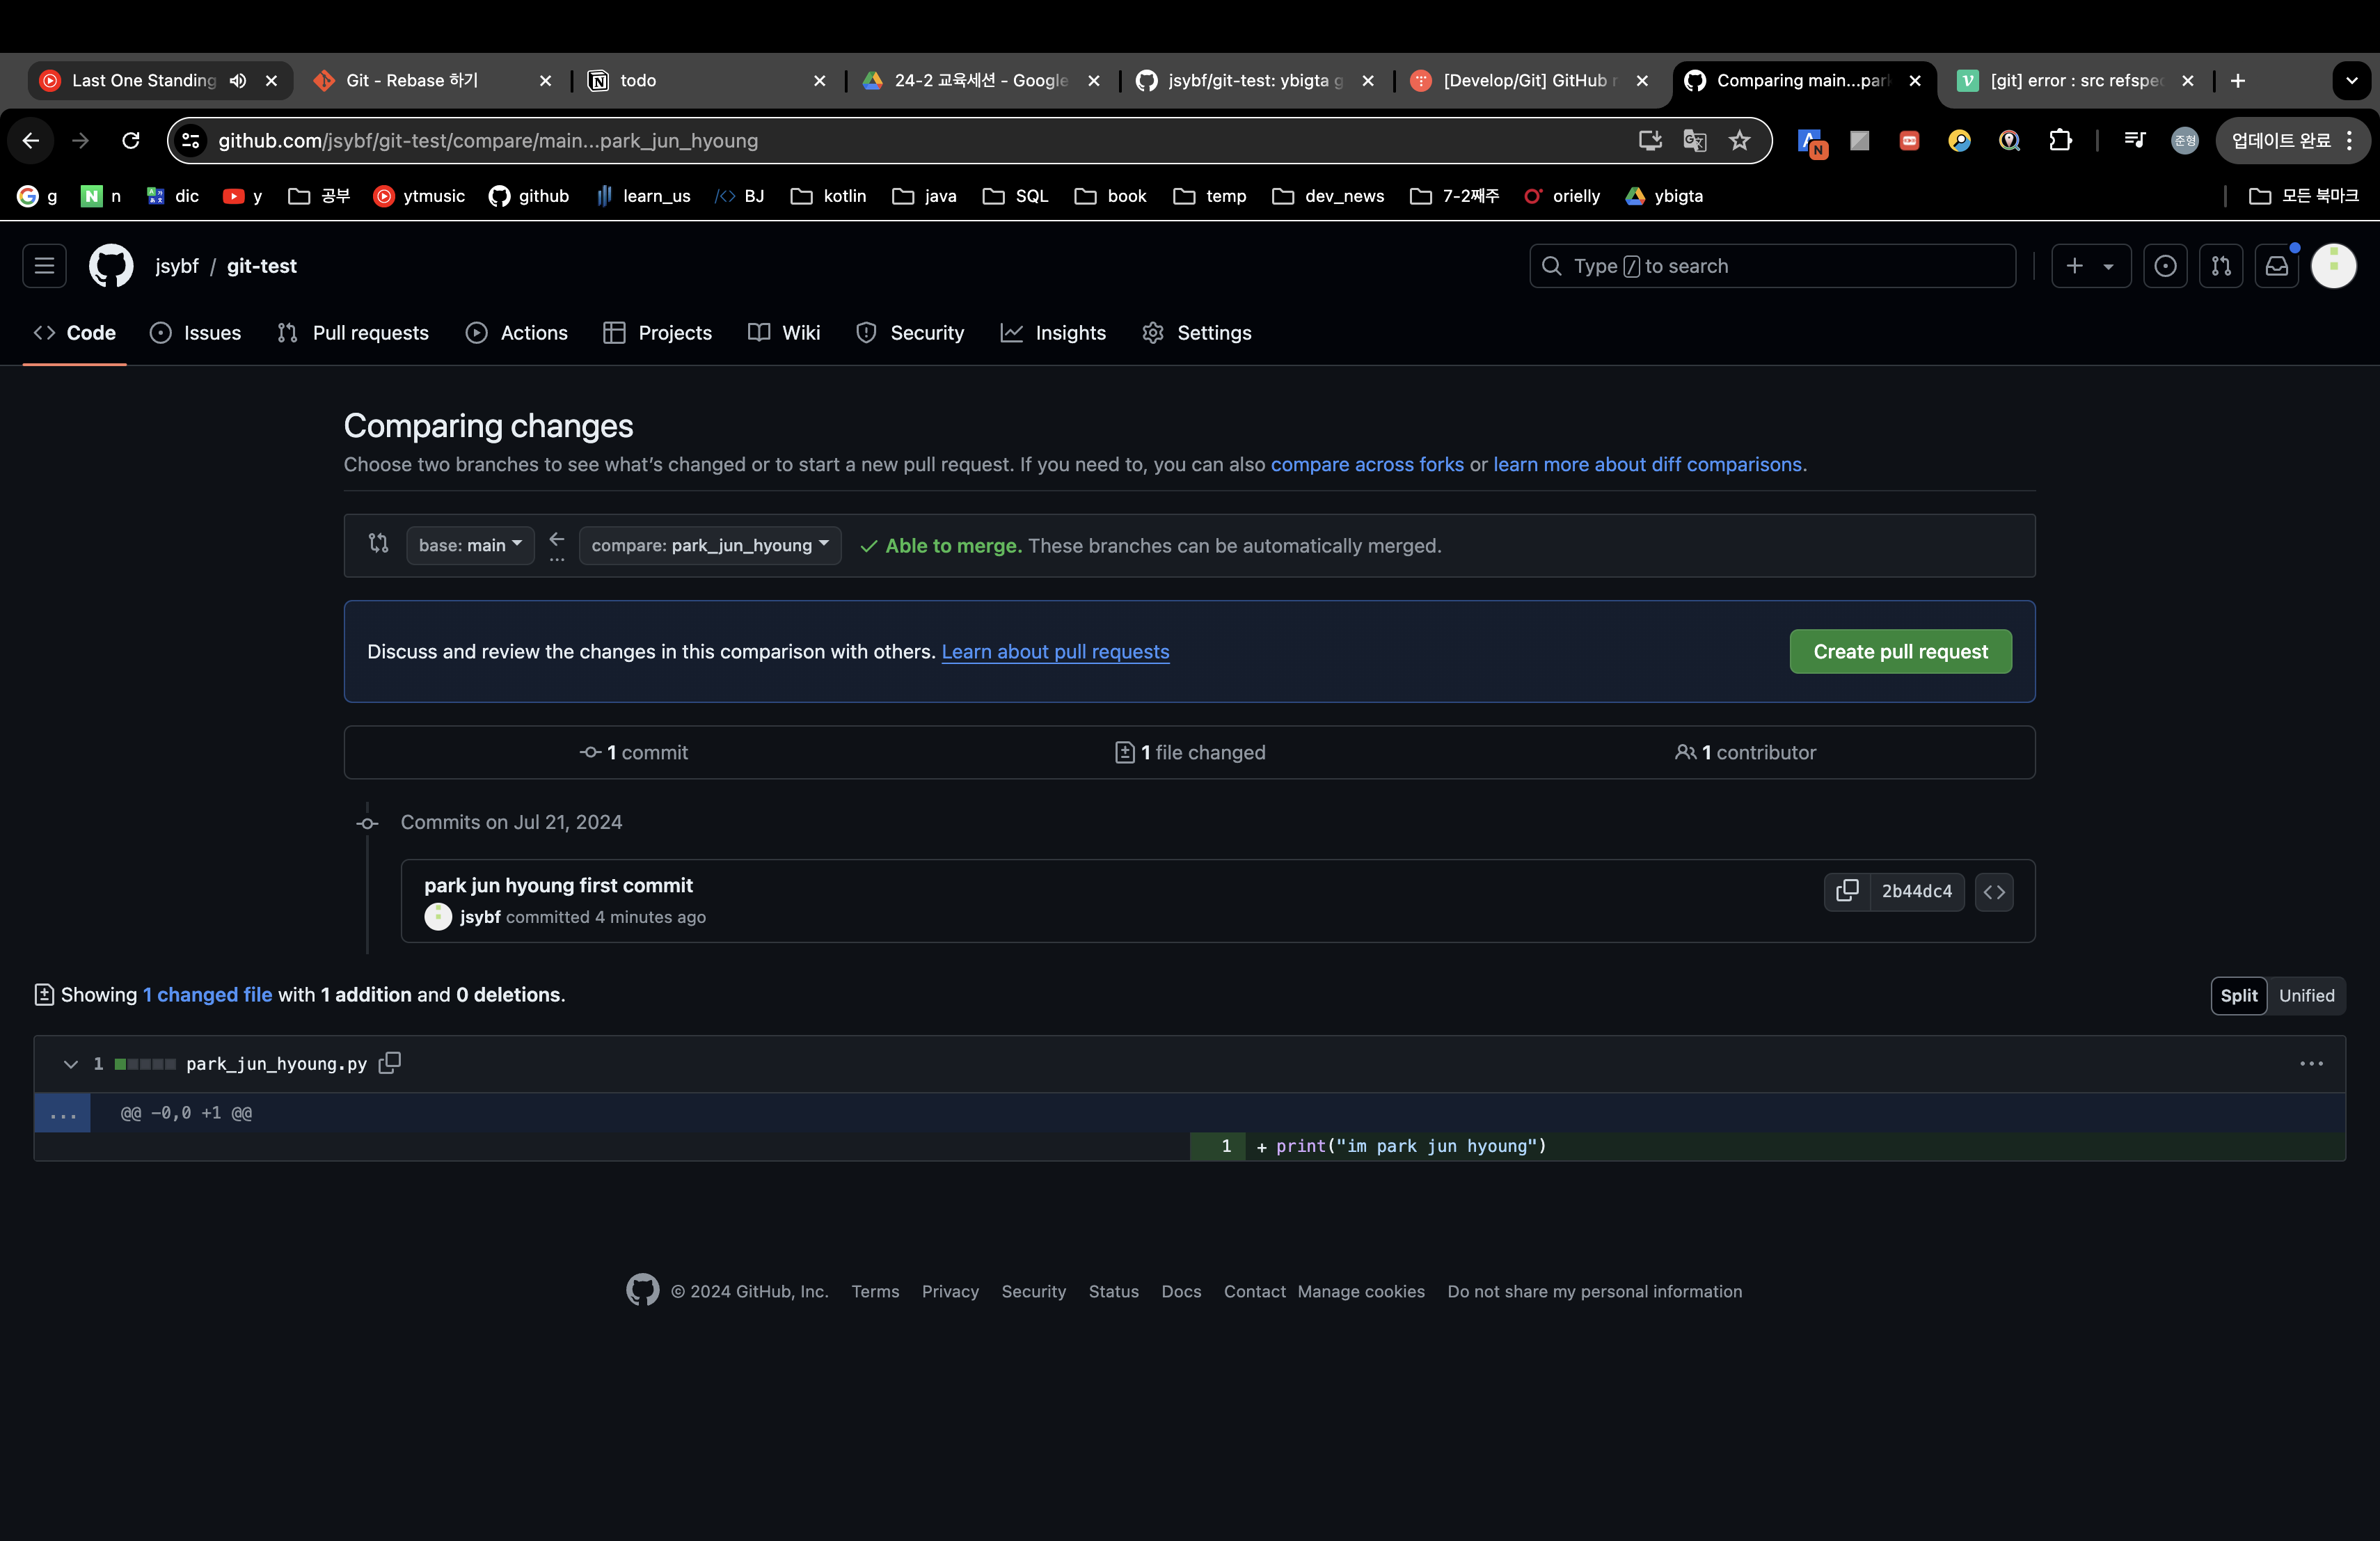 Last One Standing
Git - Rebase 하기
todo
24-2 교육세션 - Google
jsybf/git-test: ybigta g
[Develop/Git] GitHub r
Comparing main...park
[git] error : src refspec
github.com/jsybf/git-test/compare/main...park_jun_hyoung
N
준형
업데이트 완료
g
n
dic
y
공부
ytmusic
github
learn_us
BJ
kotlin
java
SQL
book
temp
dev_news
7-2째주
orielly
ybigta
모든 북마크
jsybf / git-test
Type / to search
Code
Issues
Pull requests
Actions
Projects
Wiki
Security
Insights
Settings
Comparing changes
Choose two branches to see what's changed or to start a new pull request. If you need to, you can also compare across forks or learn more about diff comparisons.
base: main
compare: park_jun_hyoung
Able to merge. These branches can be automatically merged.
Discuss and review the changes in this comparison with others. Learn about pull requests
Create pull request
1 commit
1 file changed
1 contributor
Commits on Jul 21, 2024
park jun hyoung first commit
2b44dc4
jsybf committed 4 minutes ago
Showing 1 changed file with 1 addition and 0 deletions.
Split
Unified
1 park_jun_hyoung.py
...
@@ -0,0 +1 @@
1 + print("im park jun hyoung")
© 2024 GitHub, Inc.
Terms
Privacy
Security
Status
Docs
Contact
Manage cookies
Do not share my personal information